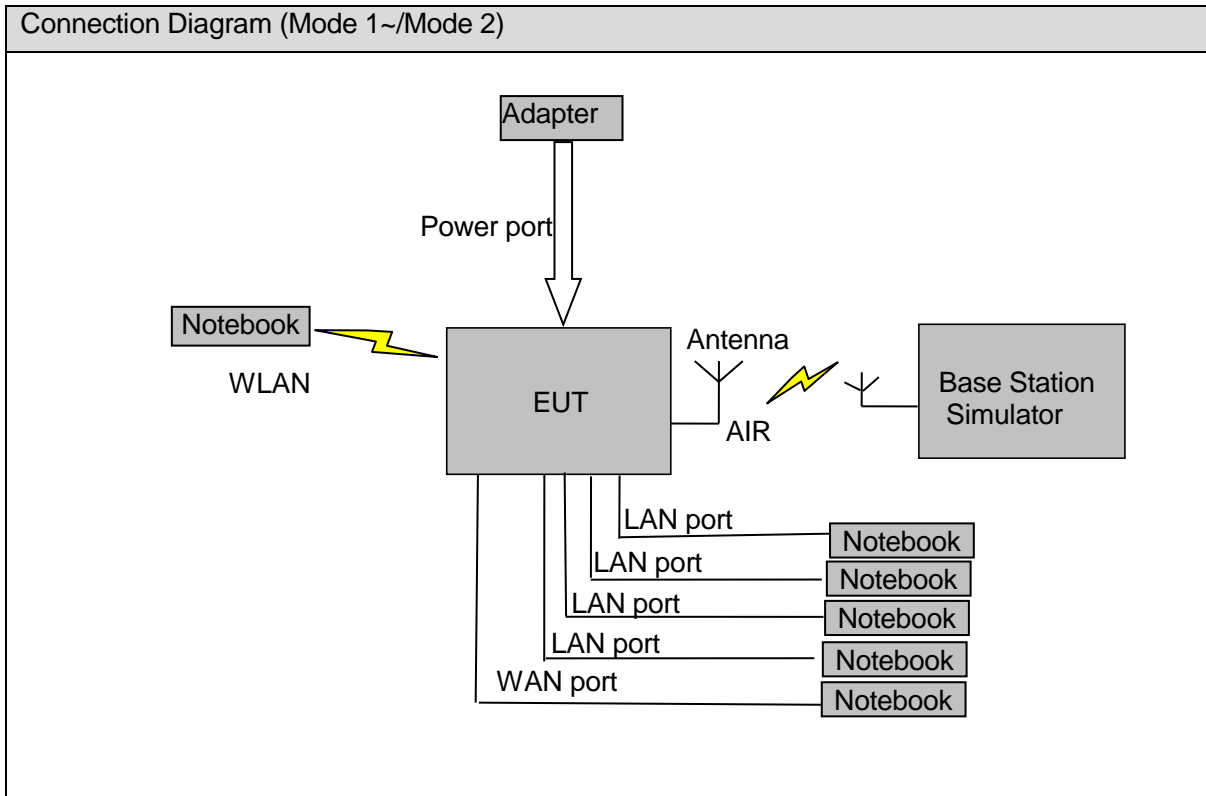 Connection Diagram (Mode 1~/Mode 2)
Adapter
Power port
Notebook
WLAN
EUT
Antenna
AIR
Base Station
Simulator
LAN port
Notebook
LAN port
Notebook
LAN port
Notebook
LAN port
Notebook
WAN port
Notebook